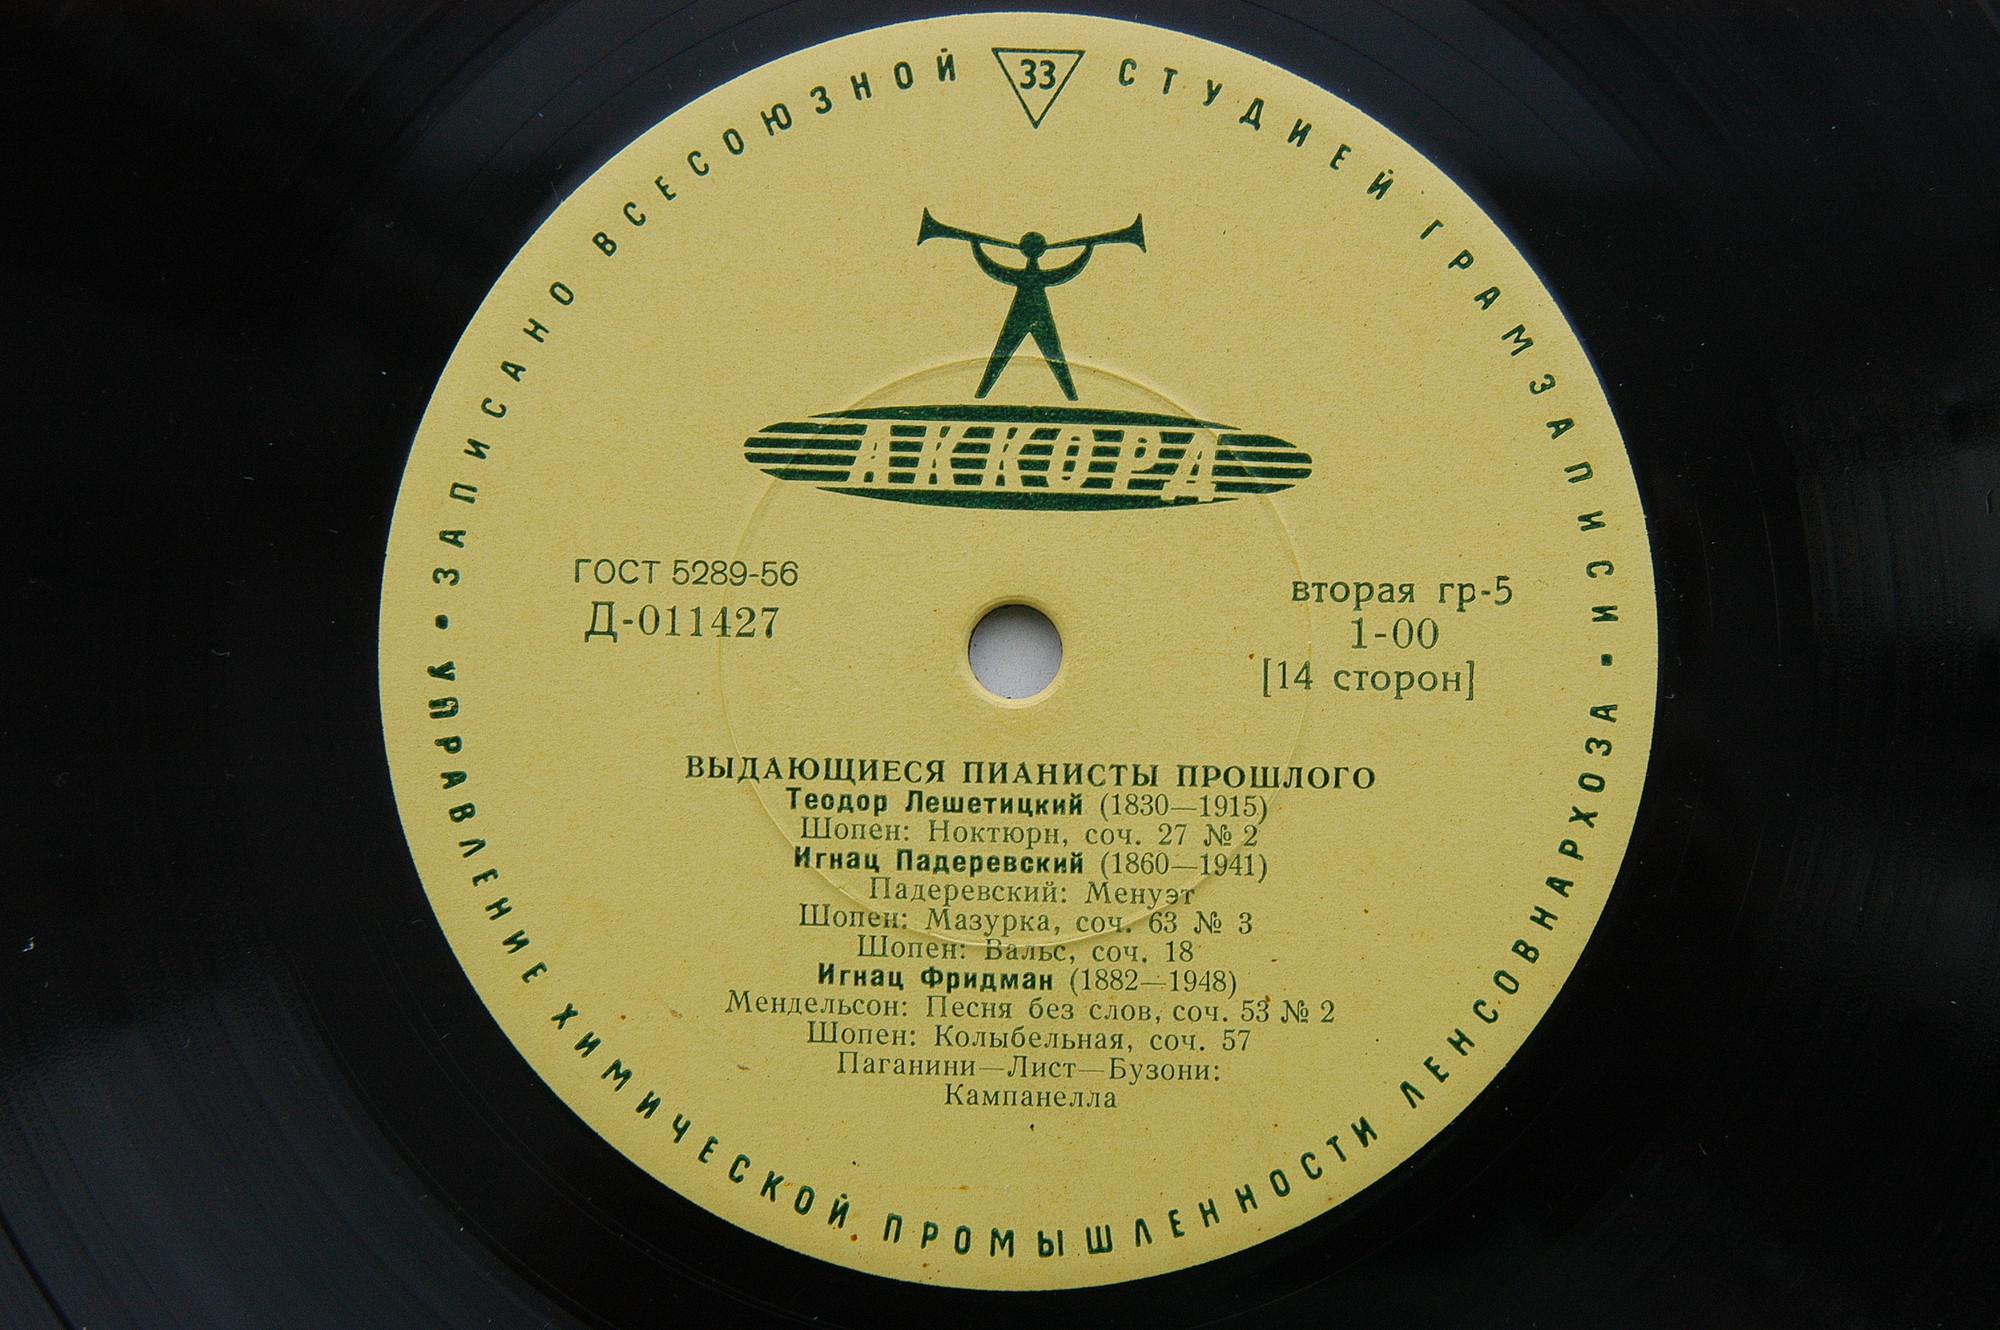 ЗАПИСАНО ВСЕСОЮЗНОЙ СТУДИЕЙ ГРАМЗАПИСИ •
33
АККОРД
ГОСТ 5289-56
Д-011427
вторая гр-5
1-00
[14 сторон]
ВЫДАЮЩИЕСЯ ПИАНИСТЫ ПРОШЛОГО
Теодор Лешетицкий (1830—1915)
Шопен: Ноктюрн, соч. 27 № 2
Игнац Падеревский (1860—1941)
Падеревский: Менуэт
Шопен: Мазурка, соч. 63 № 3
Шопен: Вальс, соч. 18
Игнац Фридман (1882—1948)
Мендельсон: Песня без слов, соч. 53 № 2
Шопен: Колыбельная, соч. 57
Паганини—Лист—Бузони:
Кампанелла
УПРАВЛЕНИЕ ХИМИЧЕСКОЙ ПРОМЫШЛЕННОСТИ ЛЕНСОВНАРХОЗА •